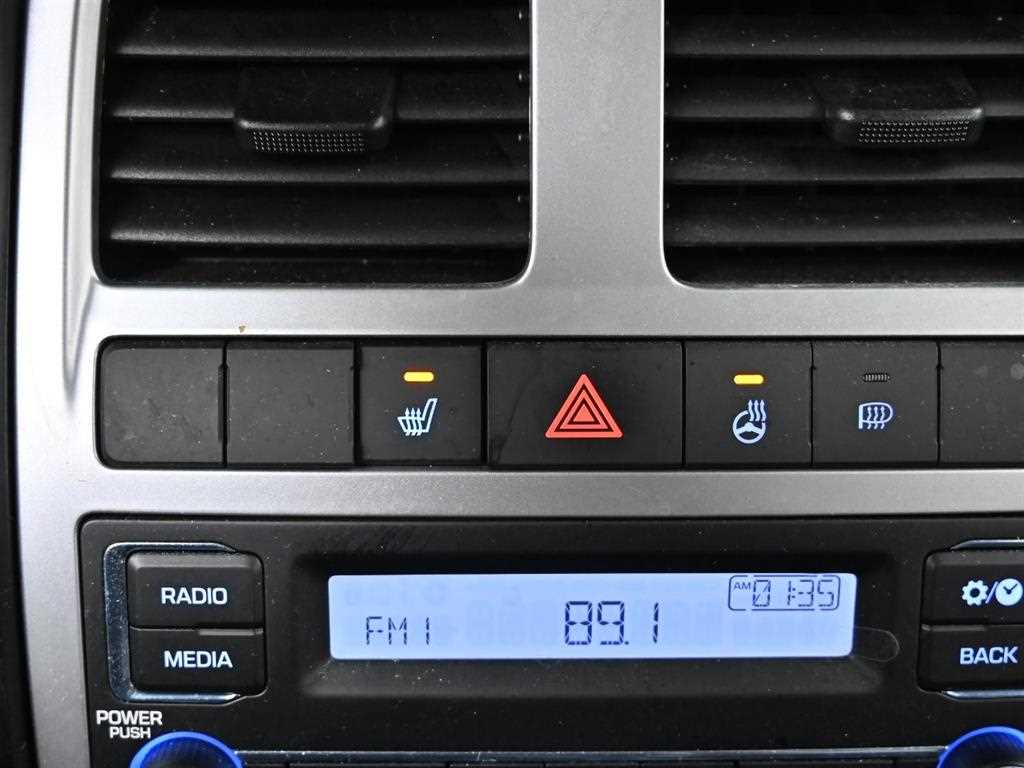 RADIO
MEDIA
AM 01:35
FM1 89.1
/
BACK
POWER
PUSH